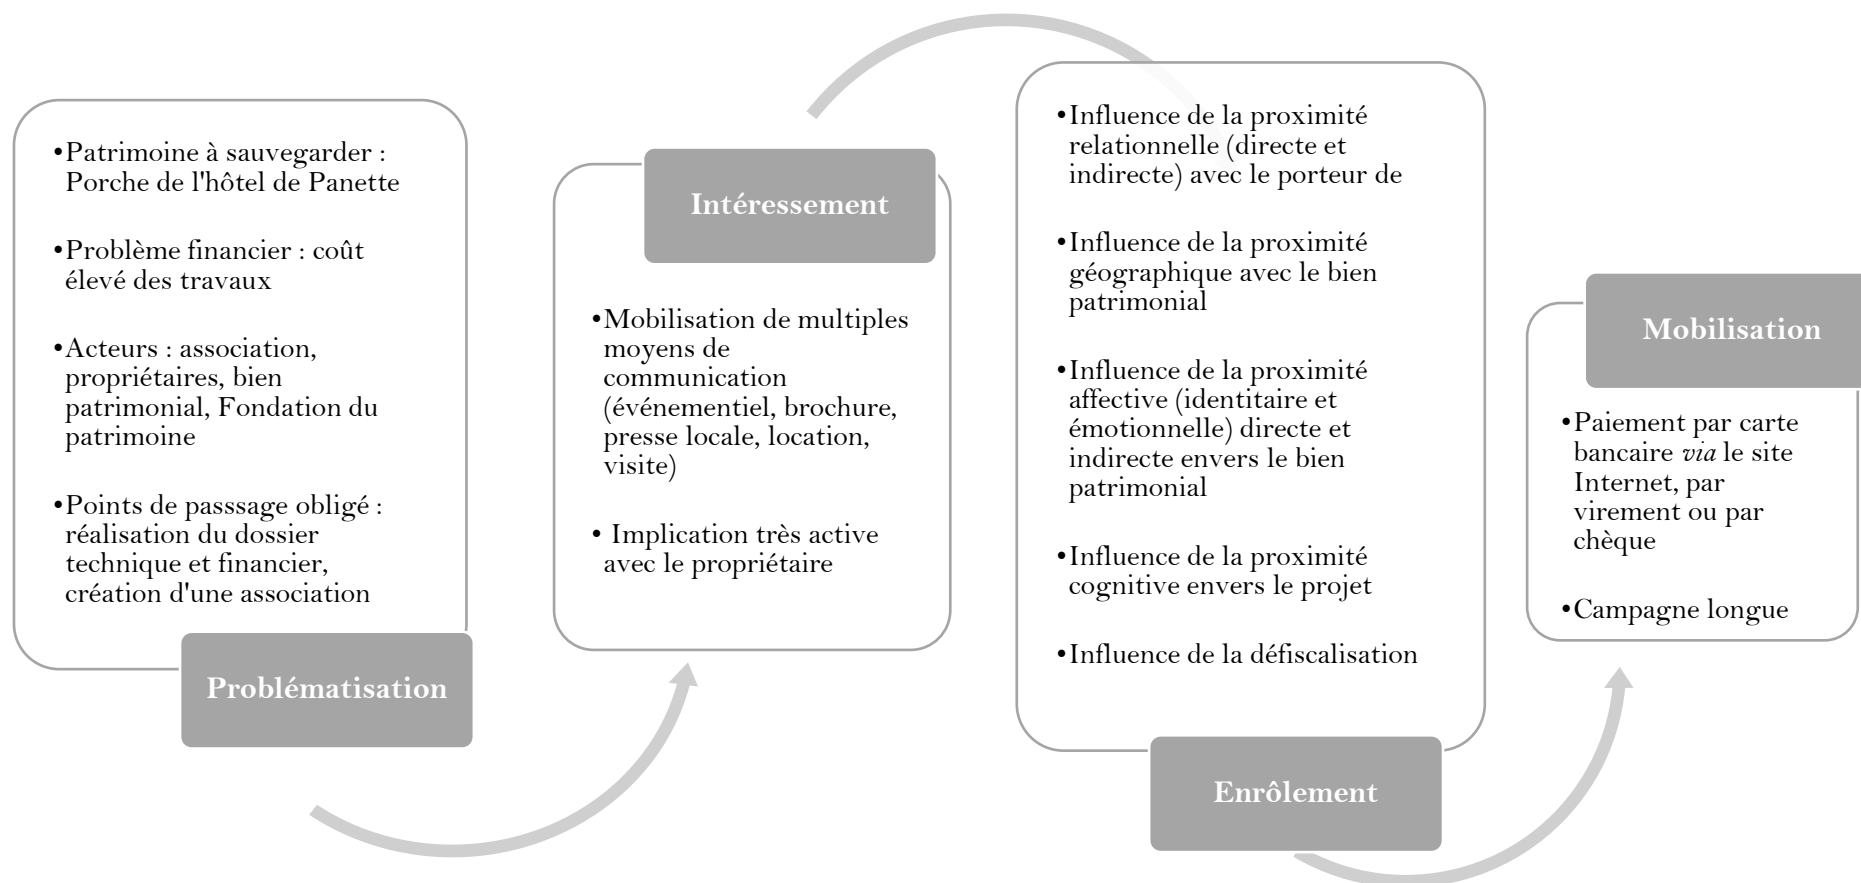 •Patrimoine à sauvegarder :
Porche de l'hôtel de Panette
•Problème financier : coût
élevé des travaux
•Acteurs : association,
propriétaires, bien
patrimonial, Fondation du
patrimoine
•Points de passsage obligé :
réalisation du dossier
technique et financier,
création d'une association
Problématisation
Intéressement
•Mobilisation de multiples
moyens de
communication
(événementiel, brochure,
presse locale, location,
visite)
• Implication très active
avec le propriétaire
•Influence de la proximité
relationnelle (directe et
indirecte) avec le porteur de
•Influence de la proximité
géographique avec le bien
patrimonial
•Influence de la proximité
affective (identitaire et
émotionnelle) directe et
indirecte envers le bien
patrimonial
•Influence de la proximité
cognitive envers le projet
•Influence de la défiscalisation
Enrôlement
Mobilisation
•Paiement par carte
bancaire via le site
Internet, par
virement ou par
chèque
•Campagne longue